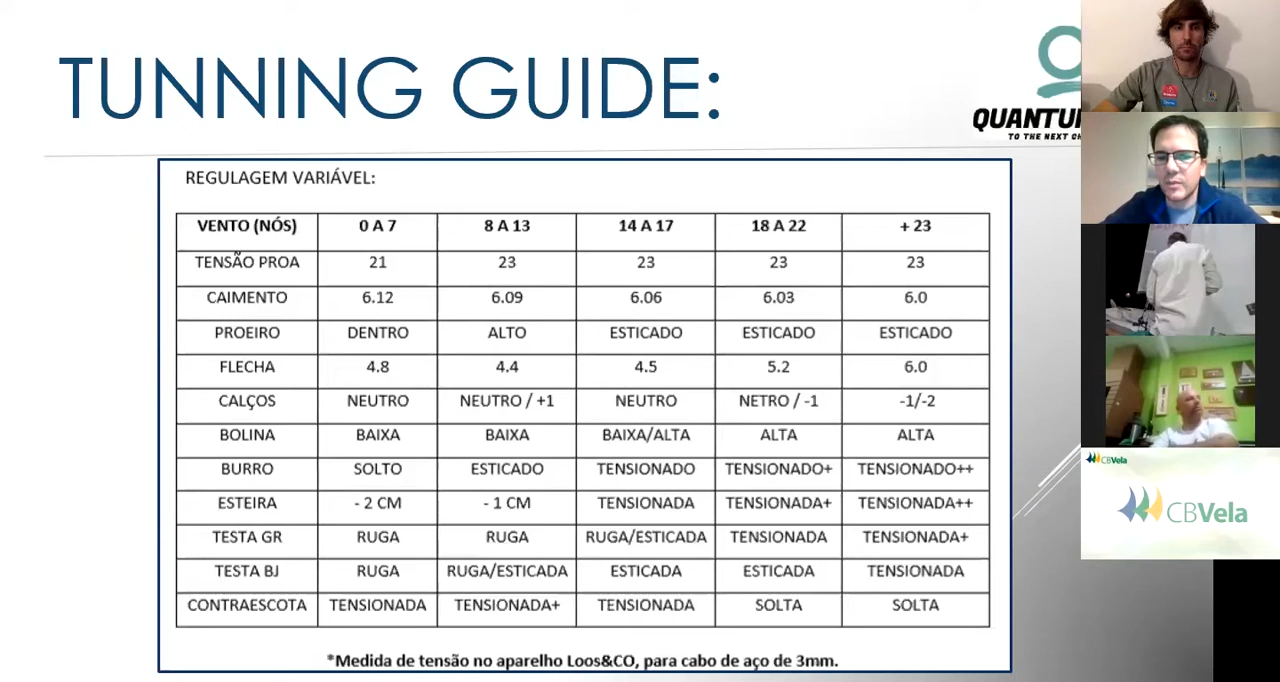 TUNNING GUIDE:
QUANTU
TO THE NEXT
REGULAGEM VARIÁVEL:
VENTO (NÓS) 0 A 7 8 A 13 14 A 17 18 A 22 + 23
TENSÃO PROA 21 23 23 23 23
CAIMENTO 6.12 6.09 6.06 6.03 6.0
PROEIRO DENTRO ALTO ESTICADO ESTICADO ESTICADO
FLECHA 4.8 4.4 4.5 5.2 6.0
CALÇOS NEUTRO NEUTRO / +1 NEUTRO NETRO / -1 -1/-2
BOLINA BAIXA BAIXA BAIXA/ALTA ALTA ALTA
BURRO SOLTO ESTICADO TENSIONADO TENSIONADO+ TENSIONADO++
ESTEIRA - 2 CM - 1 CM TENSIONADA TENSIONADA+ TENSIONADA++
TESTA GR RUGA RUGA RUGA/ESTICADA TENSIONADA TENSIONADA+
TESTA BJ RUGA RUGA/ESTICADA ESTICADA ESTICADA TENSIONADA
CONTRAESCOTA TENSIONADA TENSIONADA+ TENSIONADA SOLTA SOLTA
*Medida de tensão no aparelho Loos&CO, para cabo de aço de 3mm.
CBVela
CBVela